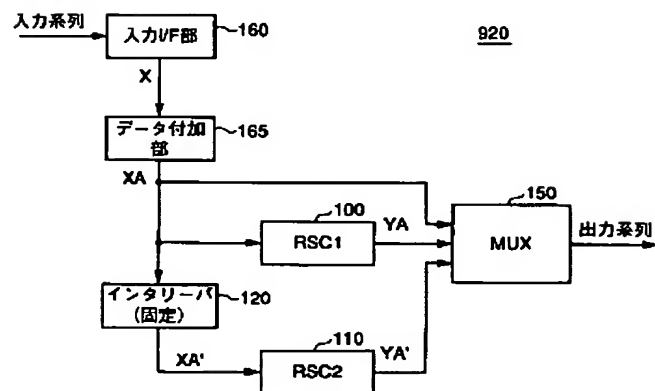 入力系列
入力I/F部
160
920
X
データ付加
部
165
XA
150
100
YA
RSC1
MUX
出力系列
インタリーバ
(固定)
120
110
XA'
RSC2
YA'